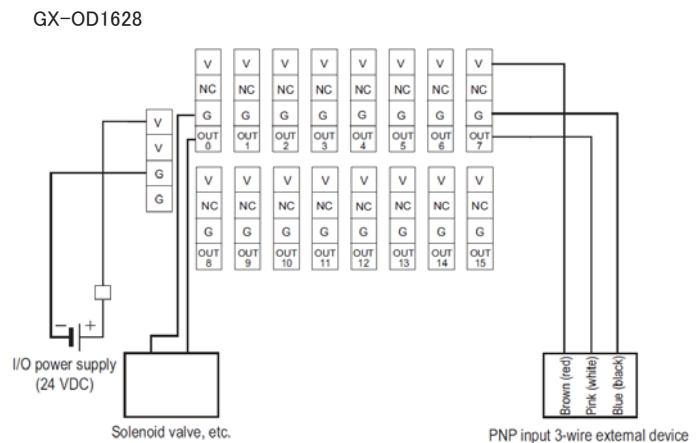 GX-OD1628
V V V V V V V V
NC NC NC NC NC NC NC NC
G G G G G G G G
OUT 0 OUT 1 OUT 2 OUT 3 OUT 4 OUT 5 OUT 6 OUT 7
V
V
G
G
V V V V V V V V
NC NC NC NC NC NC NC NC
G G G G G G G G
OUT 8 OUT 9 OUT 10 OUT 11 OUT 12 OUT 13 OUT 14 OUT 15
− +
I/O power supply
(24 VDC)
Solenoid valve, etc.
Brown (red)
Pink (white)
Blue (black)
PNP input 3-wire external device